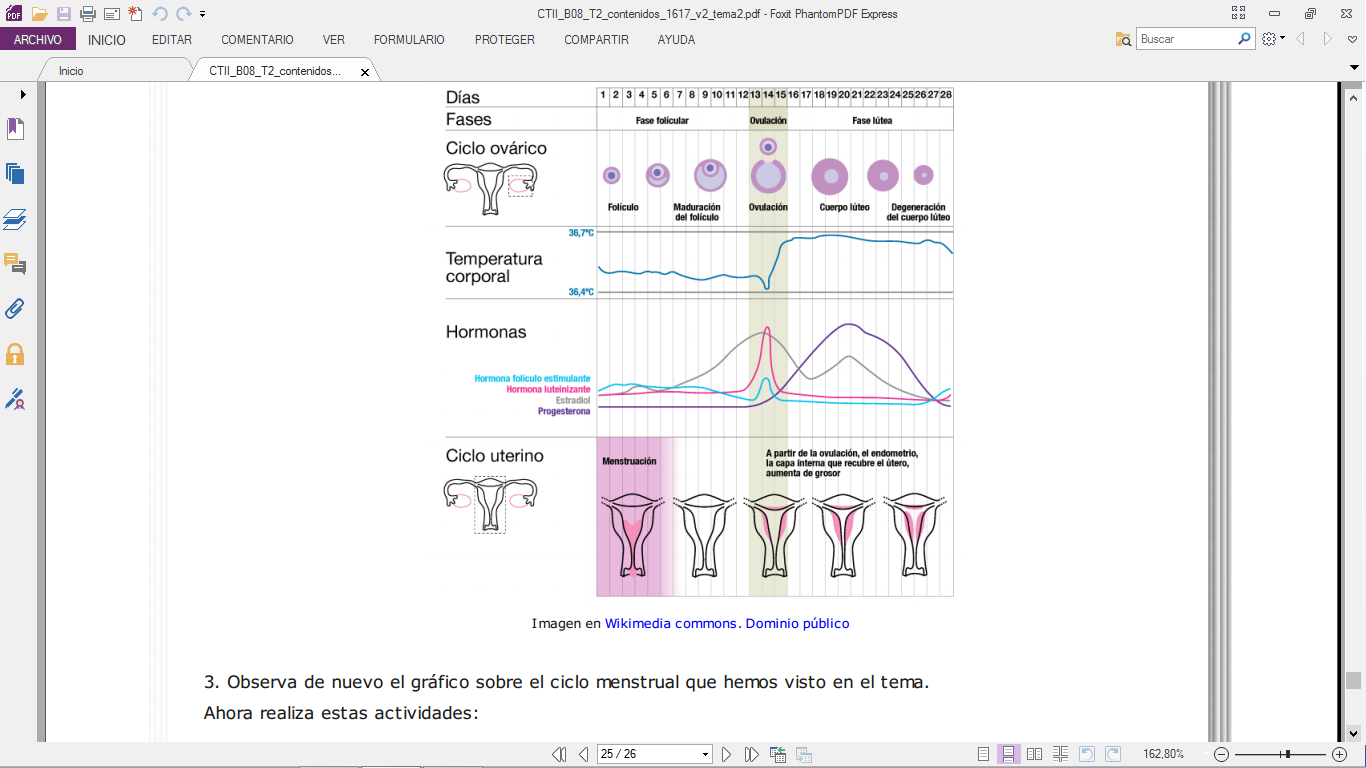 CTII_B08_T2_contenidos_1617_v2_tema2.pdf - Foxit PhantomPDF Express
ARCHIVO INICIO EDITAR COMENTARIO VER FORMULARIO PROTEGER COMPARTIR AYUDA Buscar
Inicio CTII_B08_T2_contenidos...
Días 1 2 3 4 5 6 7 8 9 10 11 12 13 14 15 16 17 18 19 20 21 22 23 24 25 26 27 28
Fases Fase folícular Ovulación Fase lútea
Ciclo ovárico
Folículo Maduración del folículo Ovulación Cuerpo lúteo Degeneración del cuerpo lúteo
36,7ºC
Temperatura
corporal
36,4ºC
Hormonas
Hormona folículo estimulante
Hormona luteinizante
Estradiol
Progesterona
Ciclo uterino
Menstruación
A partir de la ovulación, el endometrio,
la capa interna que recubre el útero,
aumenta de grosor
Imagen en Wikimedia commons. Dominio público
3. Observa de nuevo el gráfico sobre el ciclo menstrual que hemos visto en el tema.
Ahora realiza estas actividades:
25 / 26 162,80%